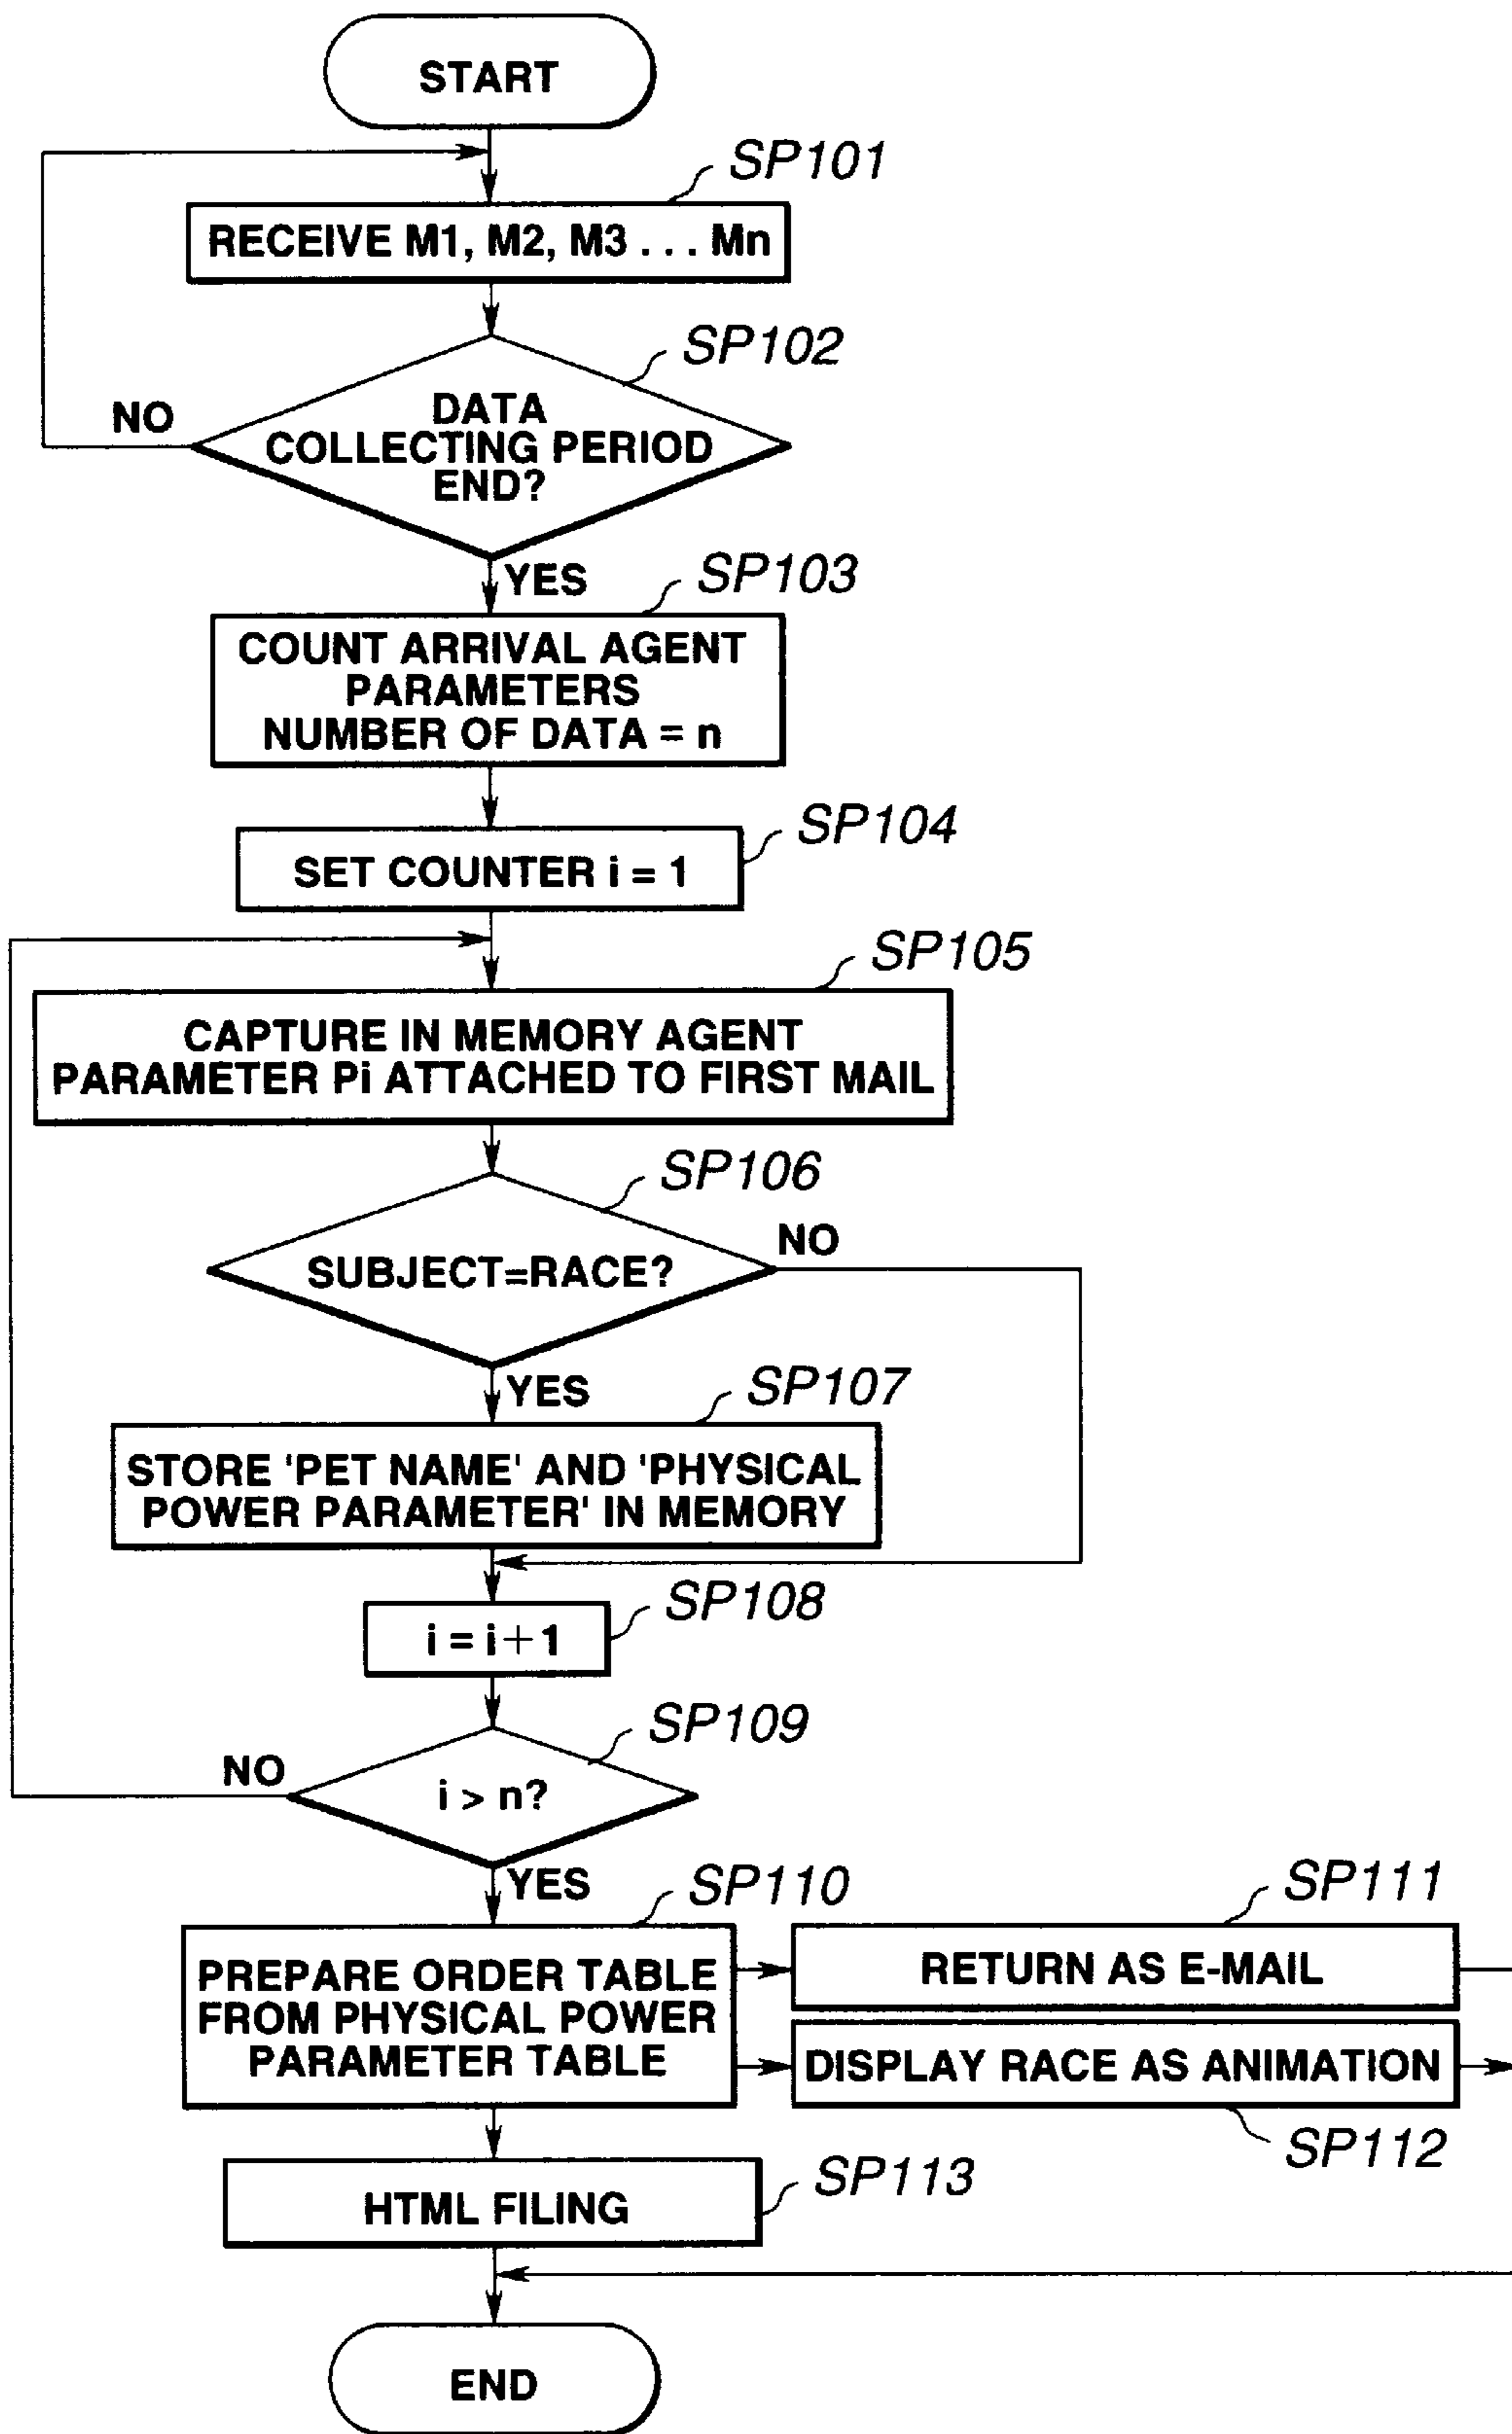 START
SP101
RECEIVE M1, M2, M3 . . . Mn
SP102
DATA
COLLECTING PERIOD
END?
NO
YES
SP103
COUNT ARRIVAL AGENT
PARAMETERS
NUMBER OF DATA = n
SP104
SET COUNTER i = 1
SP105
CAPTURE IN MEMORY AGENT
PARAMETER Pi ATTACHED TO FIRST MAIL
SP106
SUBJECT=RACE?
NO
YES
SP107
STORE 'PET NAME' AND 'PHYSICAL
POWER PARAMETER' IN MEMORY
SP108
i = i+1
SP109
NO
i > n?
YES
SP110
PREPARE ORDER TABLE
FROM PHYSICAL POWER
PARAMETER TABLE
SP111
RETURN AS E-MAIL
DISPLAY RACE AS ANIMATION
SP112
SP113
HTML FILING
END